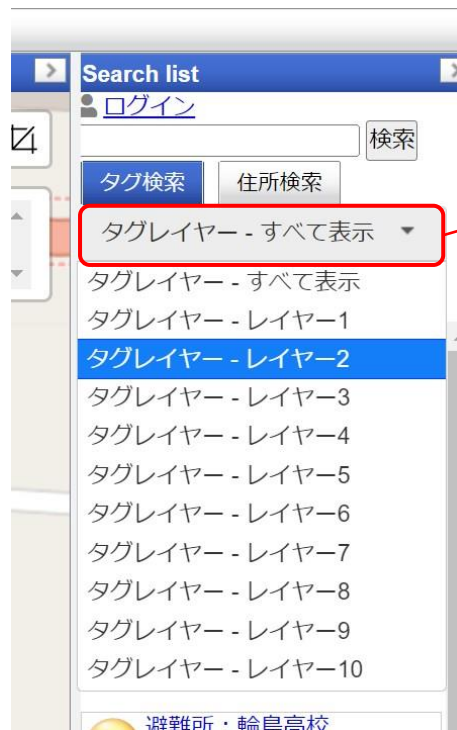 Search list
ログイン
検索
タグ検索 住所検索
タグレイヤー - すべて表示
タグレイヤー - すべて表示
タグレイヤー - レイヤー1
タグレイヤー - レイヤー2
タグレイヤー - レイヤー3
タグレイヤー - レイヤー4
タグレイヤー - レイヤー5
タグレイヤー - レイヤー6
タグレイヤー - レイヤー7
タグレイヤー - レイヤー8
タグレイヤー - レイヤー9
タグレイヤー - レイヤー10
避難所・輪島高校